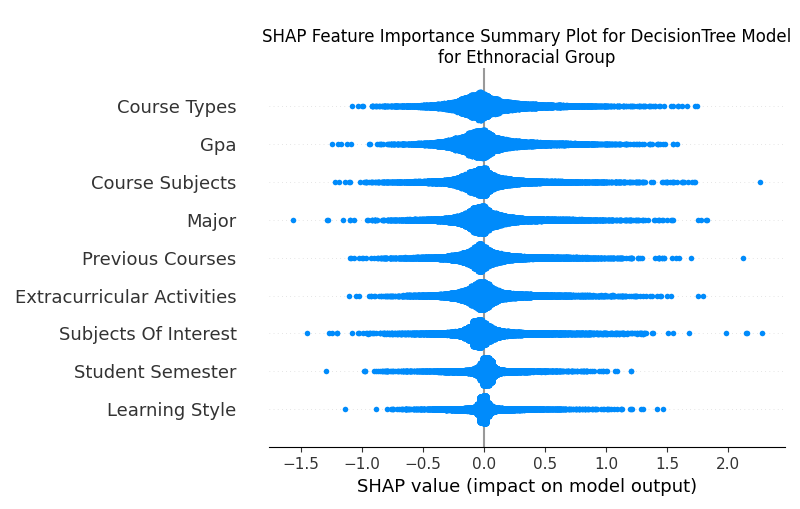 SHAP Feature Importance Summary Plot for DecisionTree Model
for Ethnoracial Group
Course Types
Gpa
Course Subjects
Major
Previous Courses
Extracurricular Activities
Subjects Of Interest
Student Semester
Learning Style
−1.5 −1.0 −0.5 0.0 0.5 1.0 1.5 2.0
SHAP value (impact on model output)